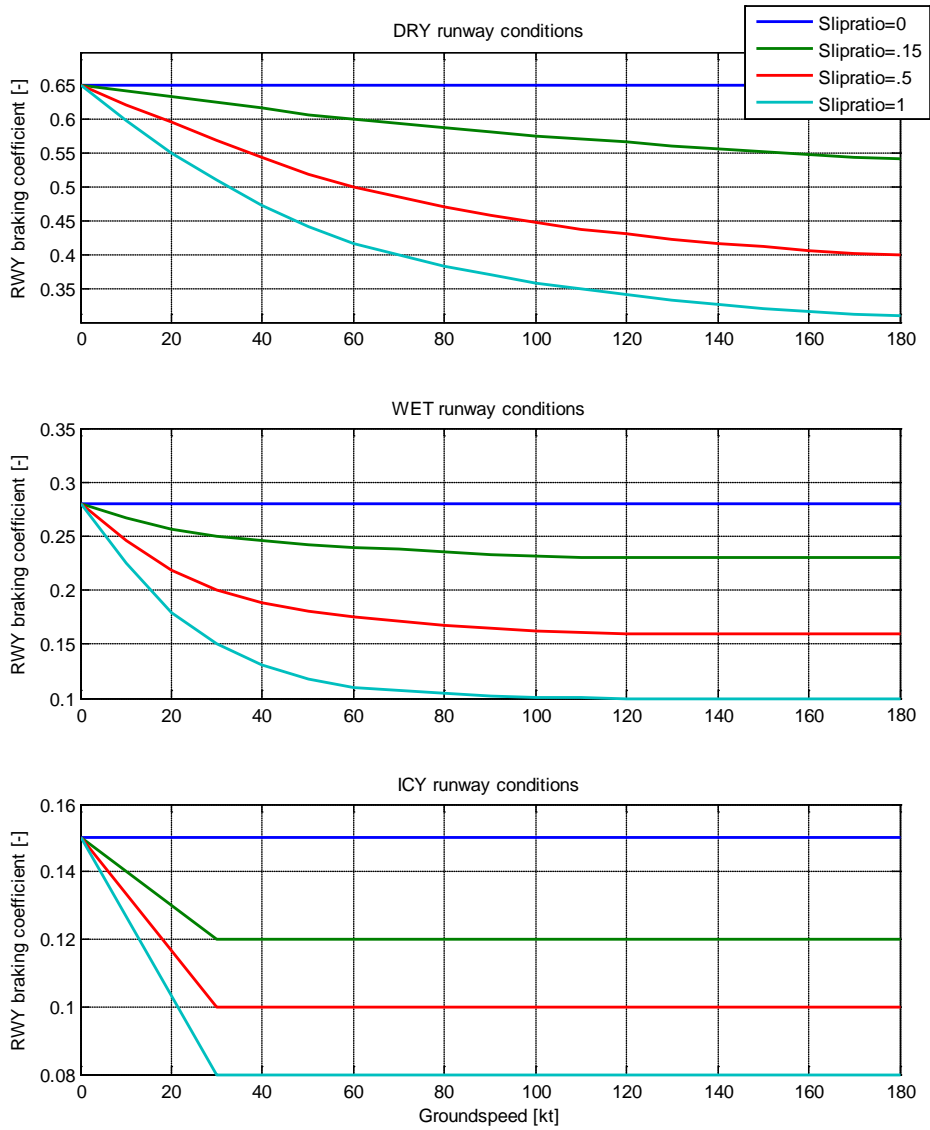 DRY runway conditions
Slipratio=0
Slipratio=.15
Slipratio=.5
Slipratio=1
RWY braking coefficient [-]
0.65
0.6
0.55
0.5
0.45
0.4
0.35
0 20 40 60 80 100 120 140 160 180
WET runway conditions
RWY braking coefficient [-]
0.35
0.3
0.25
0.2
0.15
0.1
0 20 40 60 80 100 120 140 160 180
ICY runway conditions
RWY braking coefficient [-]
0.16
0.14
0.12
0.1
0.08
0 20 40 60 80 100 120 140 160 180
Groundspeed [kt]